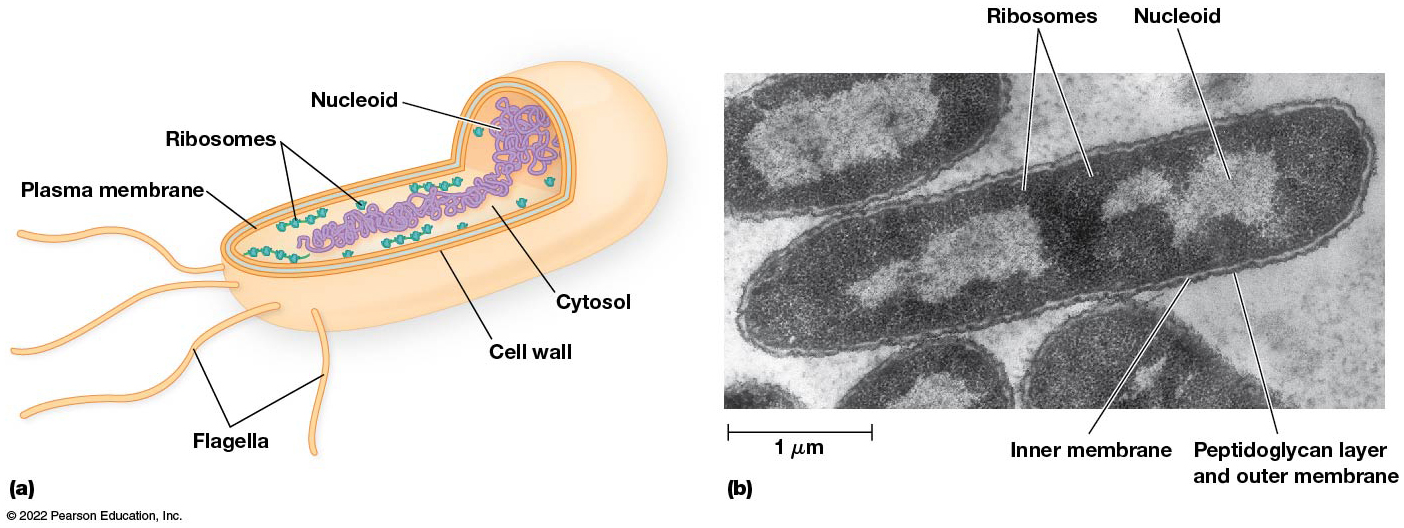 Nucleoid
Ribosomes
Plasma membrane
Cytosol
Cell wall
Flagella
(a)
© 2022 Pearson Education, Inc.
Ribosomes
Nucleoid
1 μm
Inner membrane
Peptidoglycan layer
and outer membrane
(b)